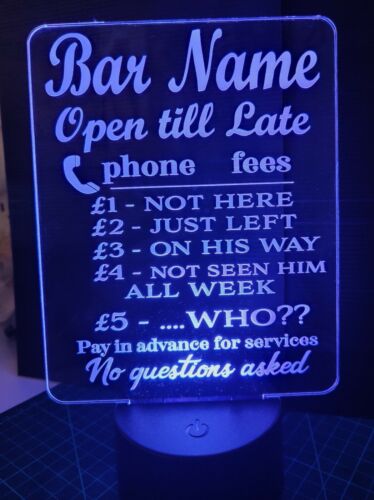 Bar Name
Open till Late
phone fees
£1 - NOT HERE
£2 - JUST LEFT
£3 - ON HIS WAY
£4 - NOT SEEN HIM
ALL WEEK
£5 - ....WHO??
Pay in advance for services
No questions asked